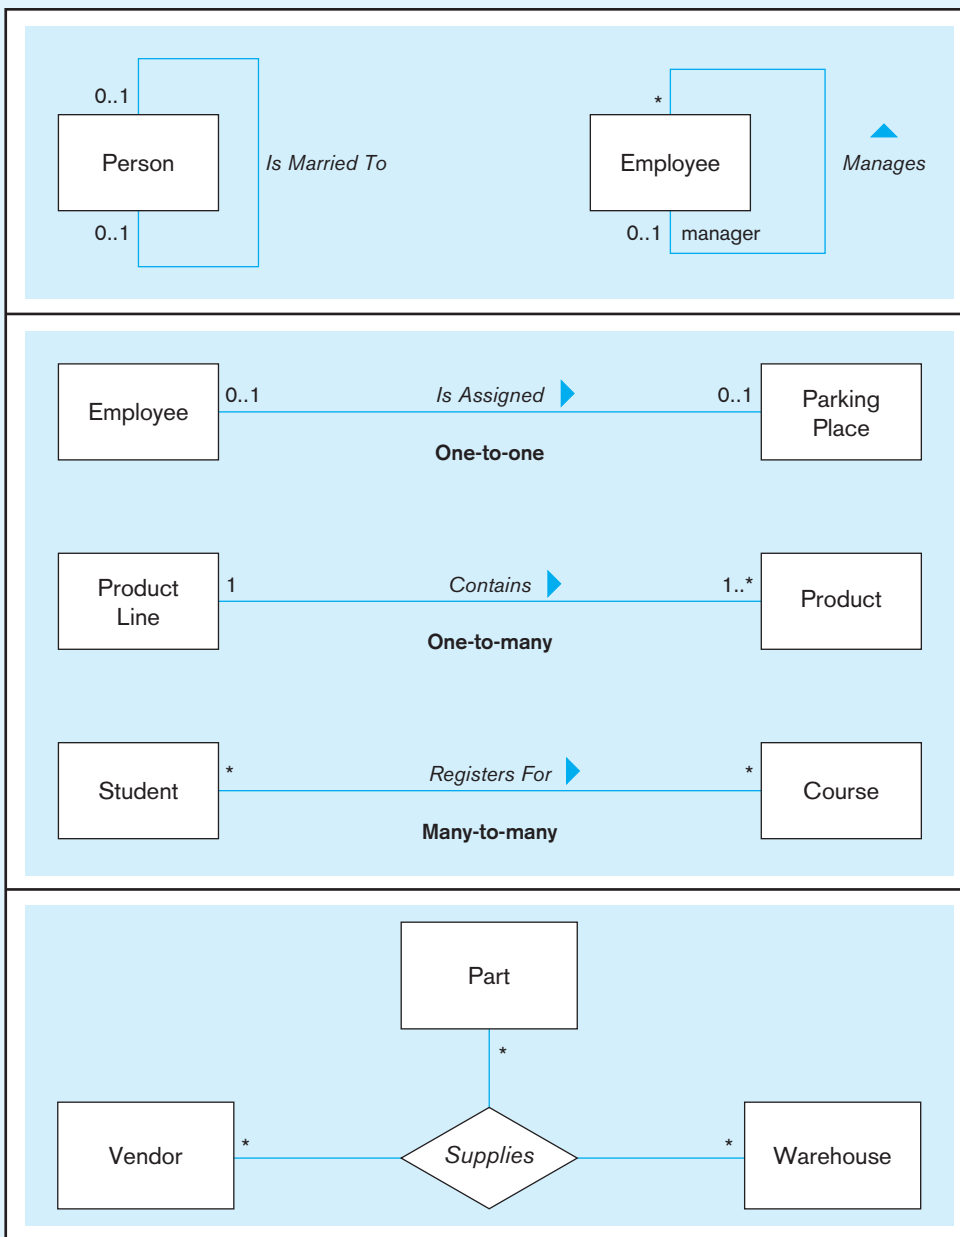 0..1
Person
Is Married To
0..1
*
Employee
Manages
0..1 manager
Employee
0..1
Is Assigned
0..1
Parking
Place
One-to-one
Product
Line
1
Contains
1..*
Product
One-to-many
Student
*
Registers For
*
Course
Many-to-many
Part
*
Vendor
*
Supplies
*
Warehouse